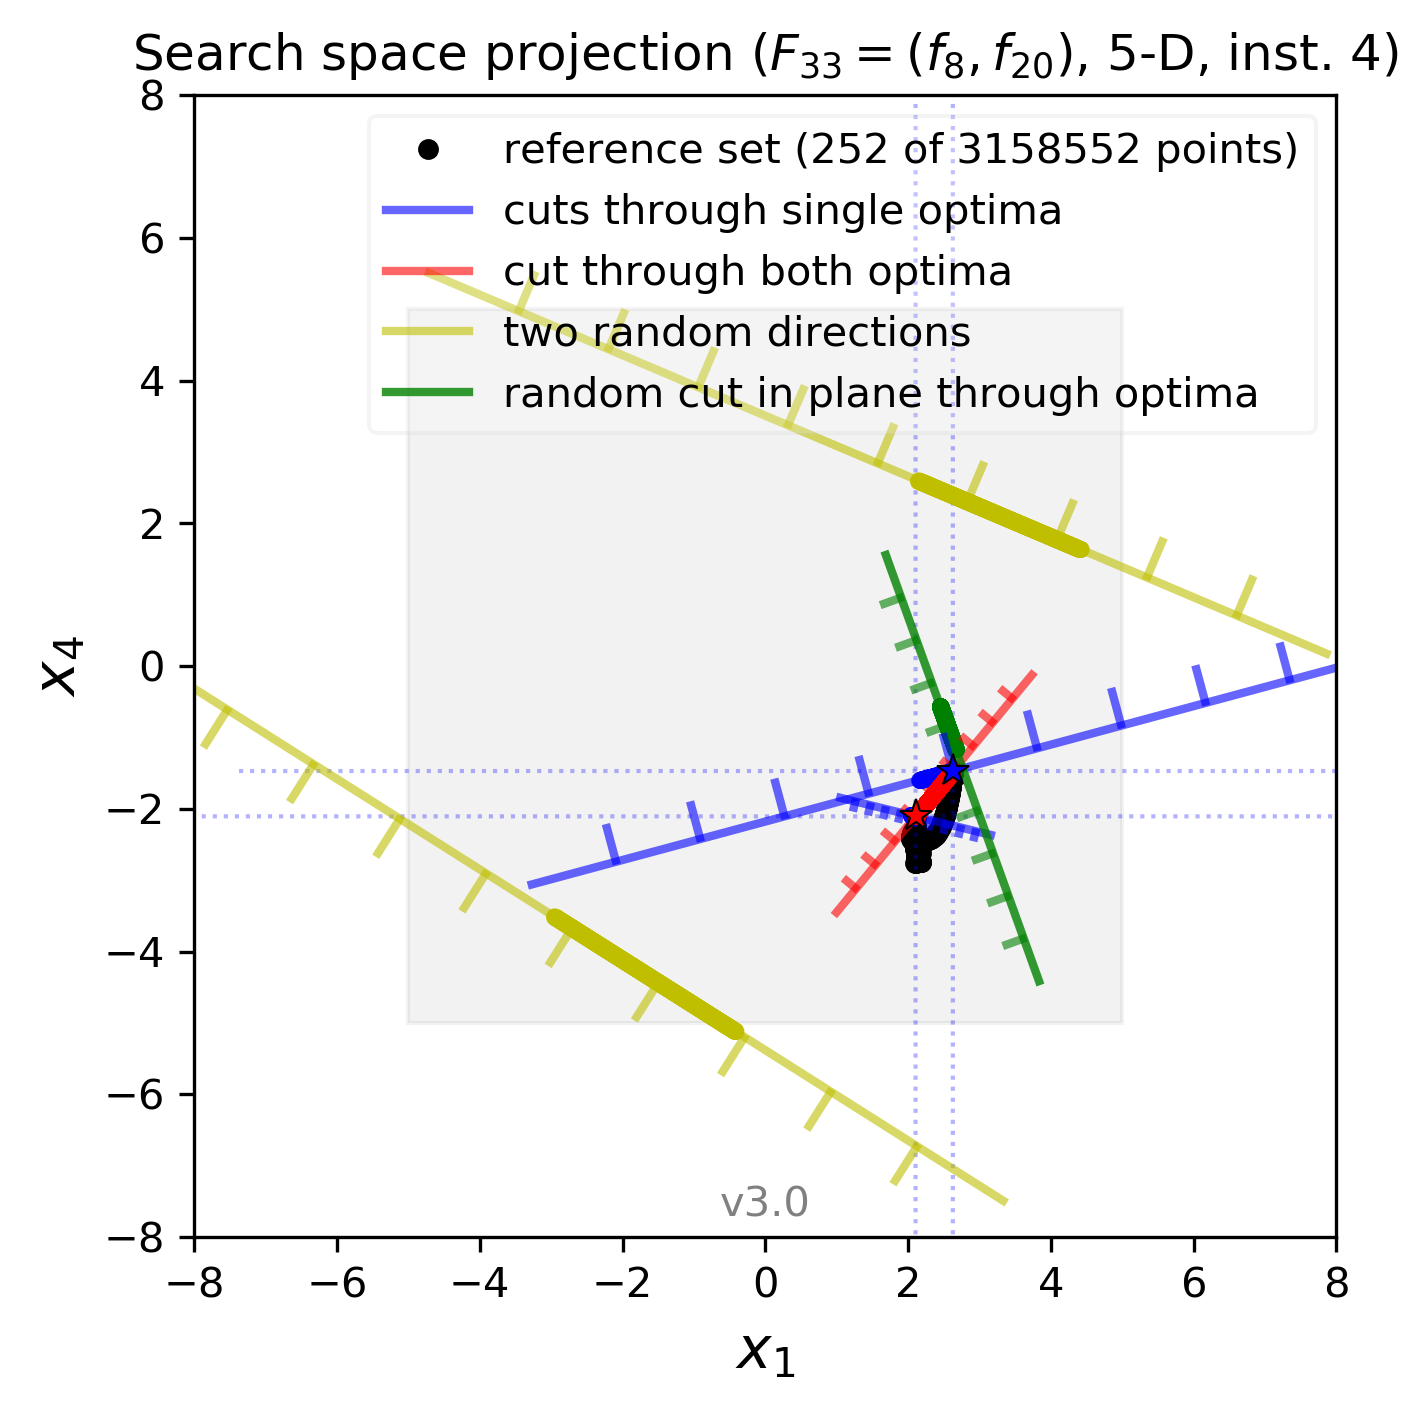 Search space projection (F₃₃ = (f₈, f₂₀), 5-D, inst. 4)
reference set (252 of 3158552 points)
cuts through single optima
cut through both optima
two random directions
random cut in plane through optima
8
6
4
2
0
−2
−4
−6
−8
x₄
v3.0
−8 −6 −4 −2 0 2 4 6 8
x₁